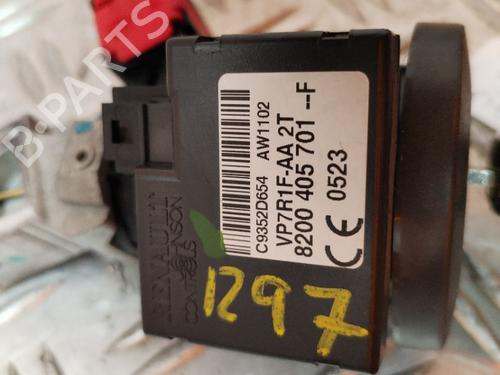 C9352D654 AW1102
VP7R1F-AA 2T
8200 405 701 --F
CE 0523
RENAULT
JOHNSON
CONTROLS
1297
B-PARTS